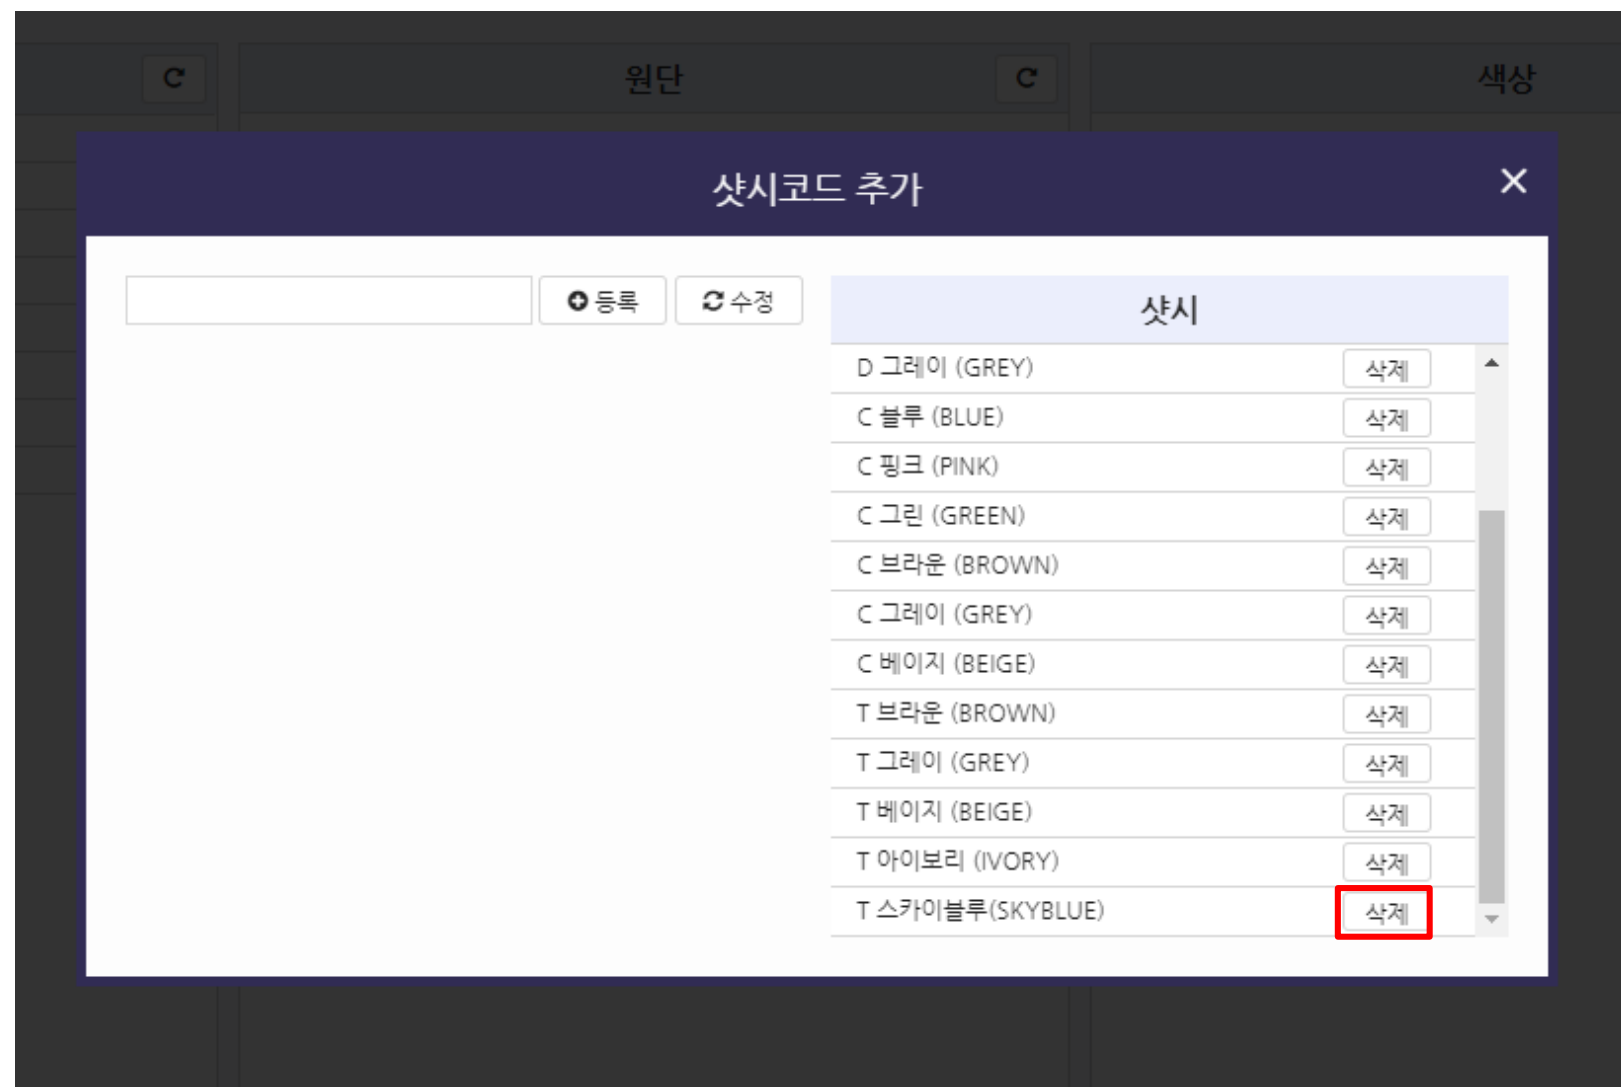 원단
색상
샷시코드 추가
등록 수정
샷시
D 그레이 (GREY) 삭제
C 블루 (BLUE) 삭제
C 핑크 (PINK) 삭제
C 그린 (GREEN) 삭제
C 브라운 (BROWN) 삭제
C 그레이 (GREY) 삭제
C 베이지 (BEIGE) 삭제
T 브라운 (BROWN) 삭제
T 그레이 (GREY) 삭제
T 베이지 (BEIGE) 삭제
T 아이보리 (IVORY) 삭제
T 스카이블루(SKYBLUE) 삭제